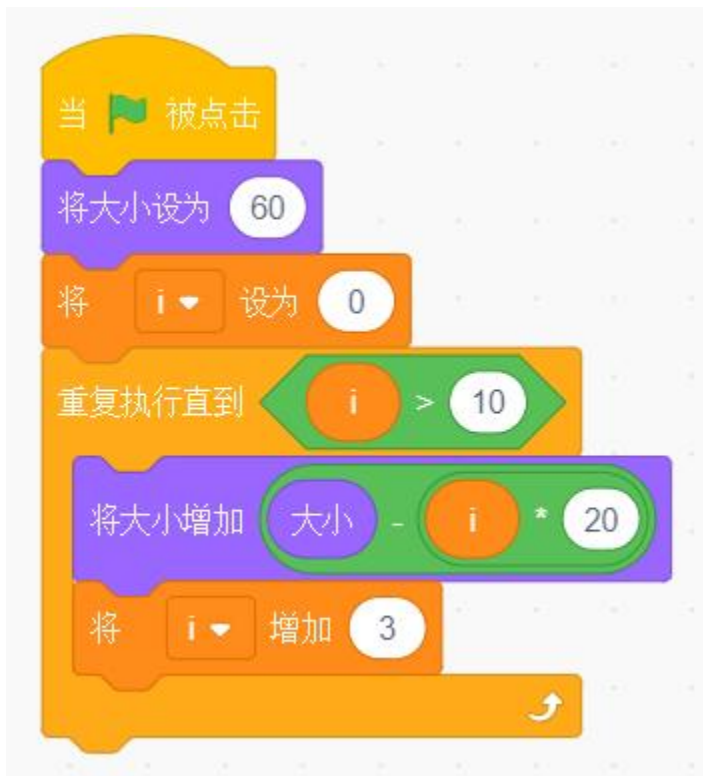 当 被点击
将大小设为 60
将 i 设为 0
重复执行直到 i > 10
将大小增加 大小 - i * 20
将 i 增加 3